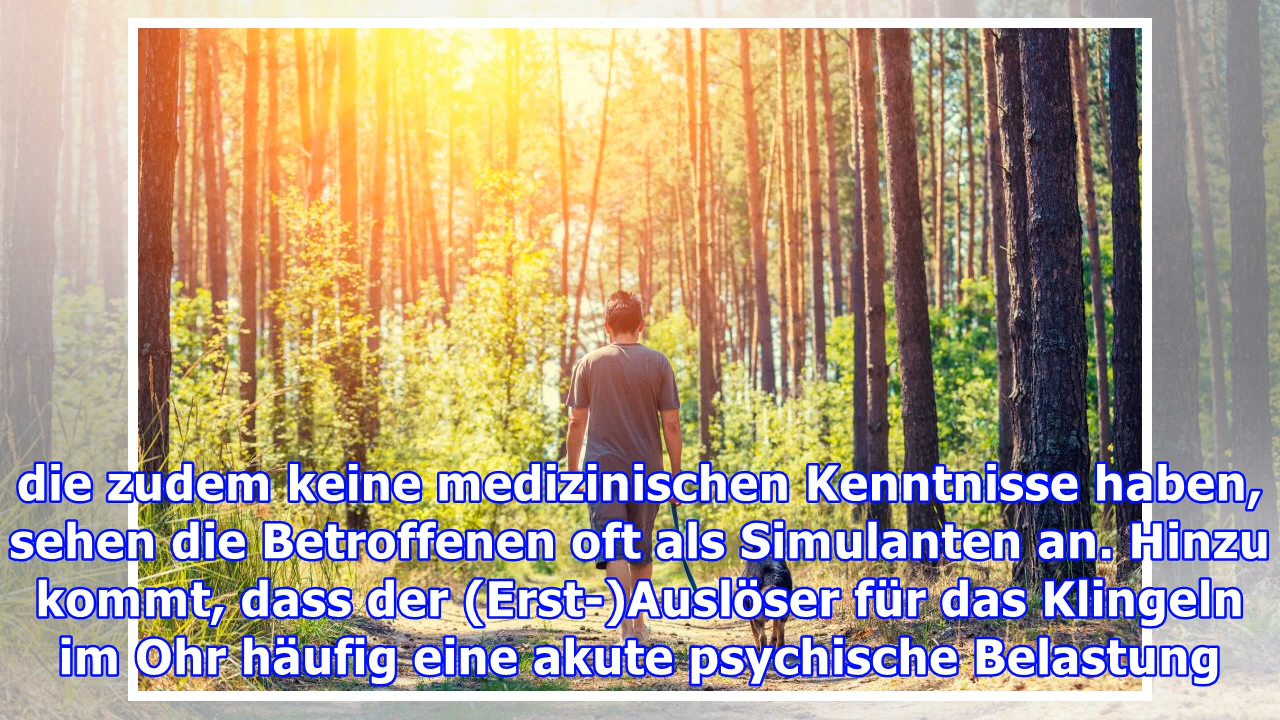 die zudem keine medizinischen Kenntnisse haben,
sehen die Betroffenen oft als Simulanten an. Hinzu
kommt, dass der (Erst-)Auslöser für das Klingeln
im Ohr häufig eine akute psychische Belastung